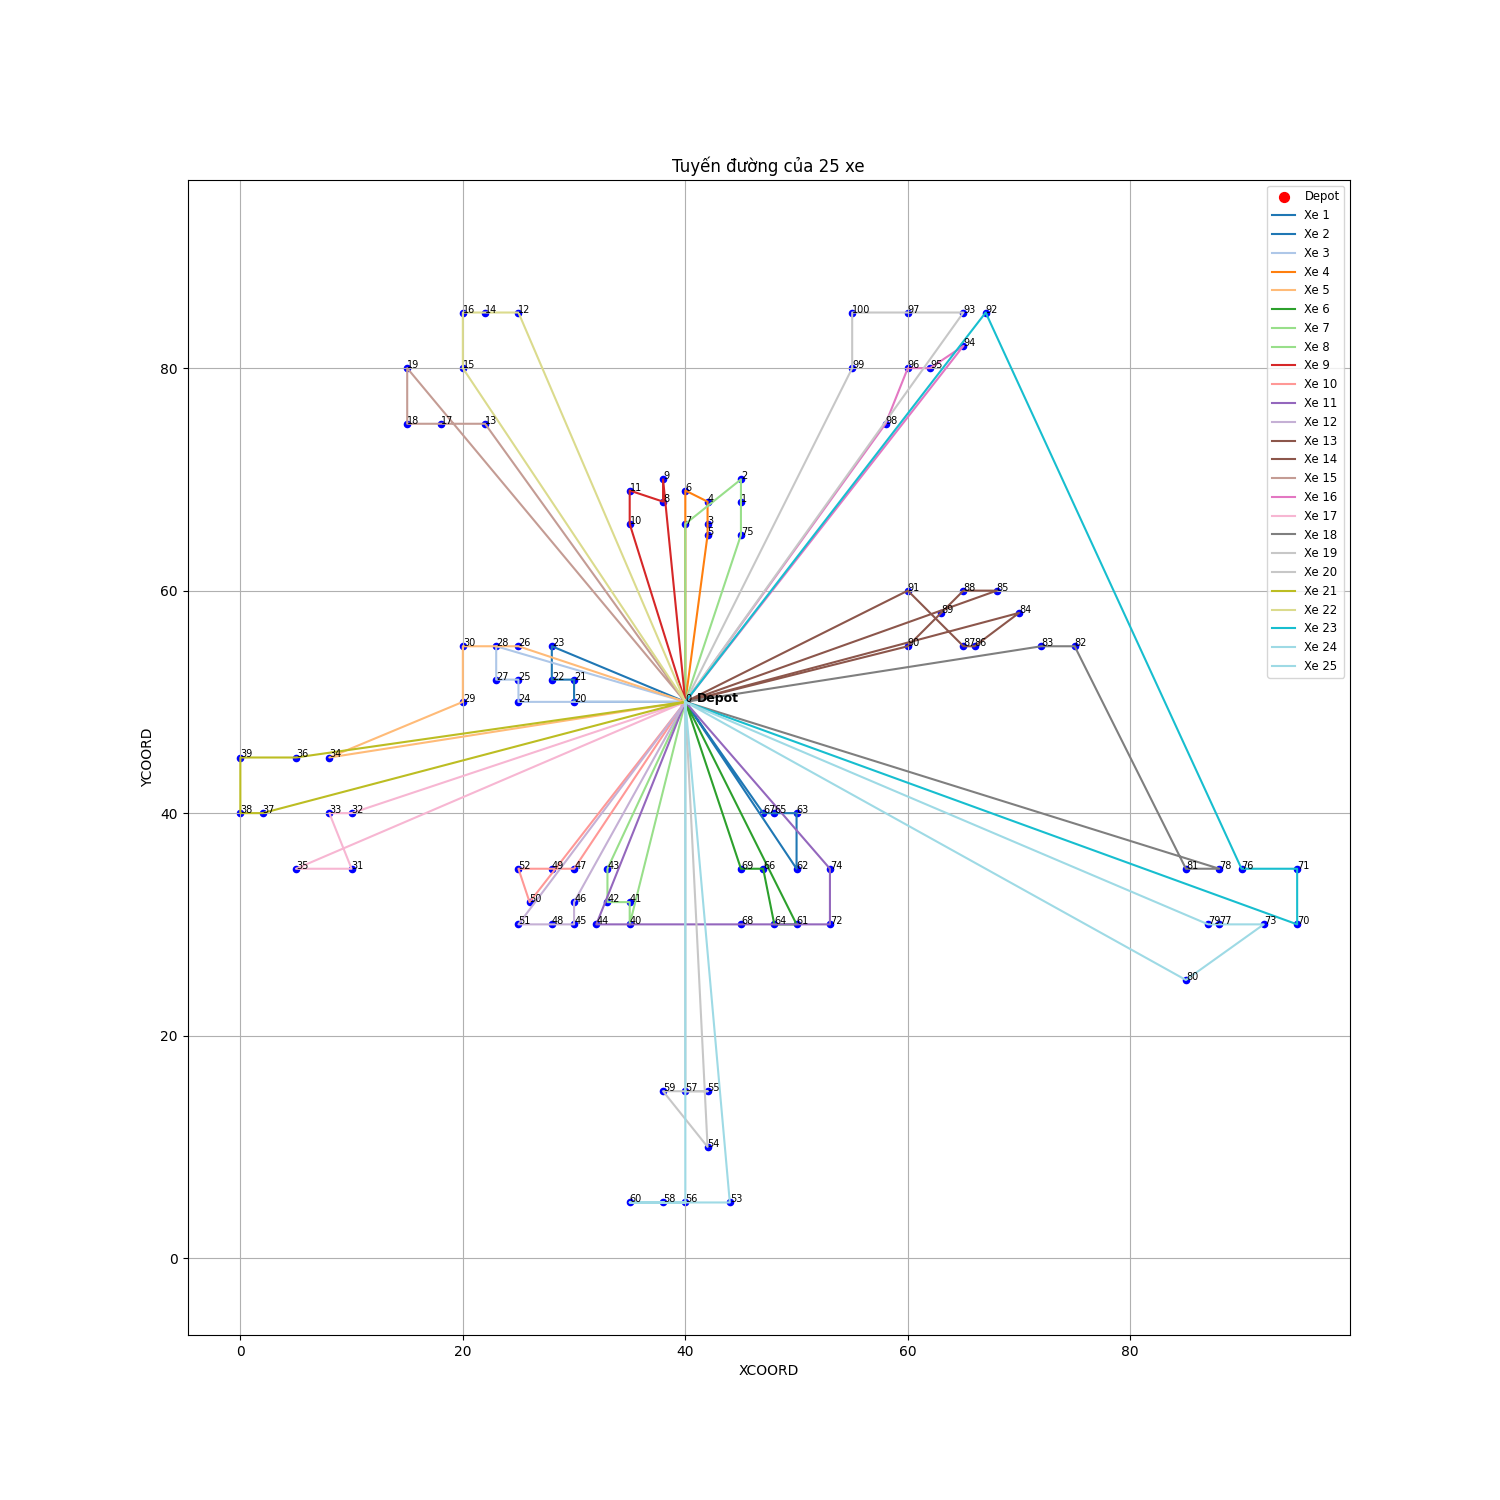 Tuyến đường của 25 xe
Depot
Xe 1
Xe 2
Xe 3
Xe 4
Xe 5
Xe 6
Xe 7
Xe 8
Xe 9
Xe 10
Xe 11
Xe 12
Xe 13
Xe 14
Xe 15
Xe 16
Xe 17
Xe 18
Xe 19
Xe 20
Xe 21
Xe 22
Xe 23
Xe 24
Xe 25
16 14 12 100 97 93 92
94
80
19 15 99 96 95
18 17 13 98
9 2
11 6
8 4 1
10 7 3
5 75
60
91 88 85
89 84
30 28 26 23 90 87 86 83 82
27 25 22 21
29 24 20 0 Depot
39 36 34
YCOORD
40
38 37 33 32 67 65 63
35 31 52 49 47 43 69 66 62 74 81 78 76 71
50 46 42 41
51 48 45 44 40 68 64 61 72 79 77 73 70
80
20
59 57 55
54
60 58 56 53
0
0 20 40 60 80
XCOORD